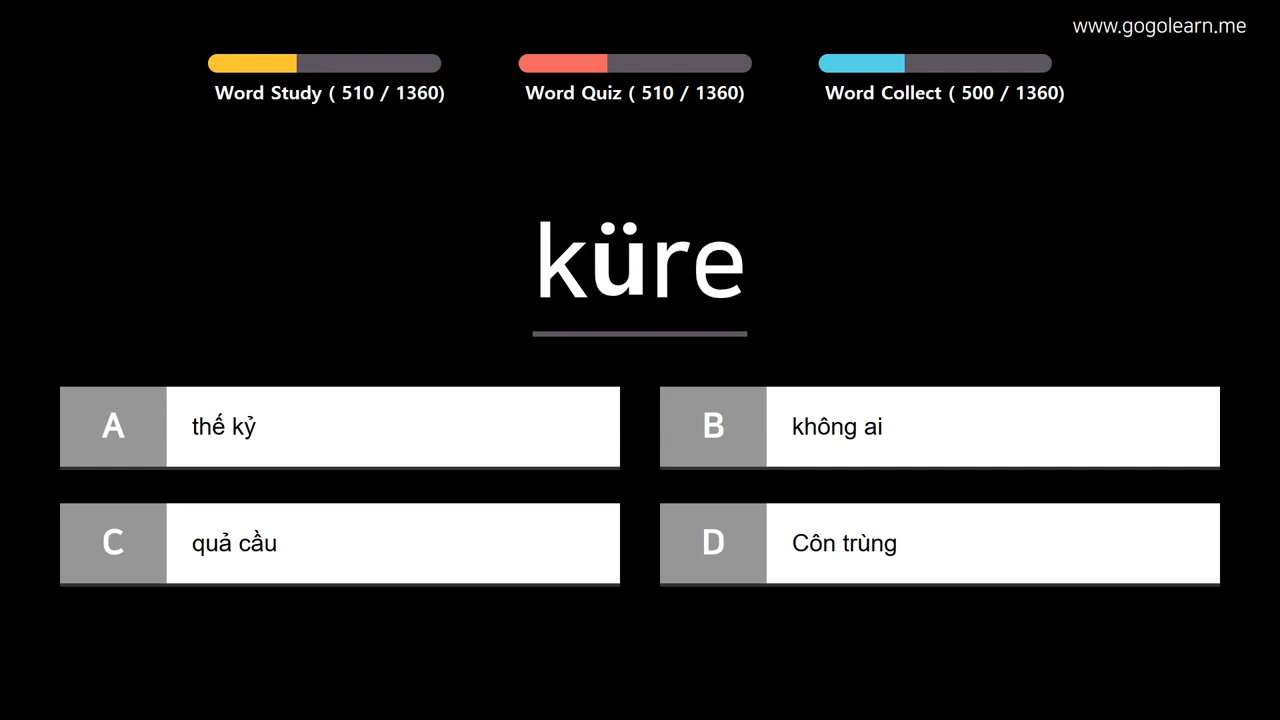 www.gogolearn.me
Word Study ( 510 / 1360)
Word Quiz ( 510 / 1360)
Word Collect ( 500 / 1360)
küre
A thế kỷ
B không ai
C quả cầu
D Côn trùng